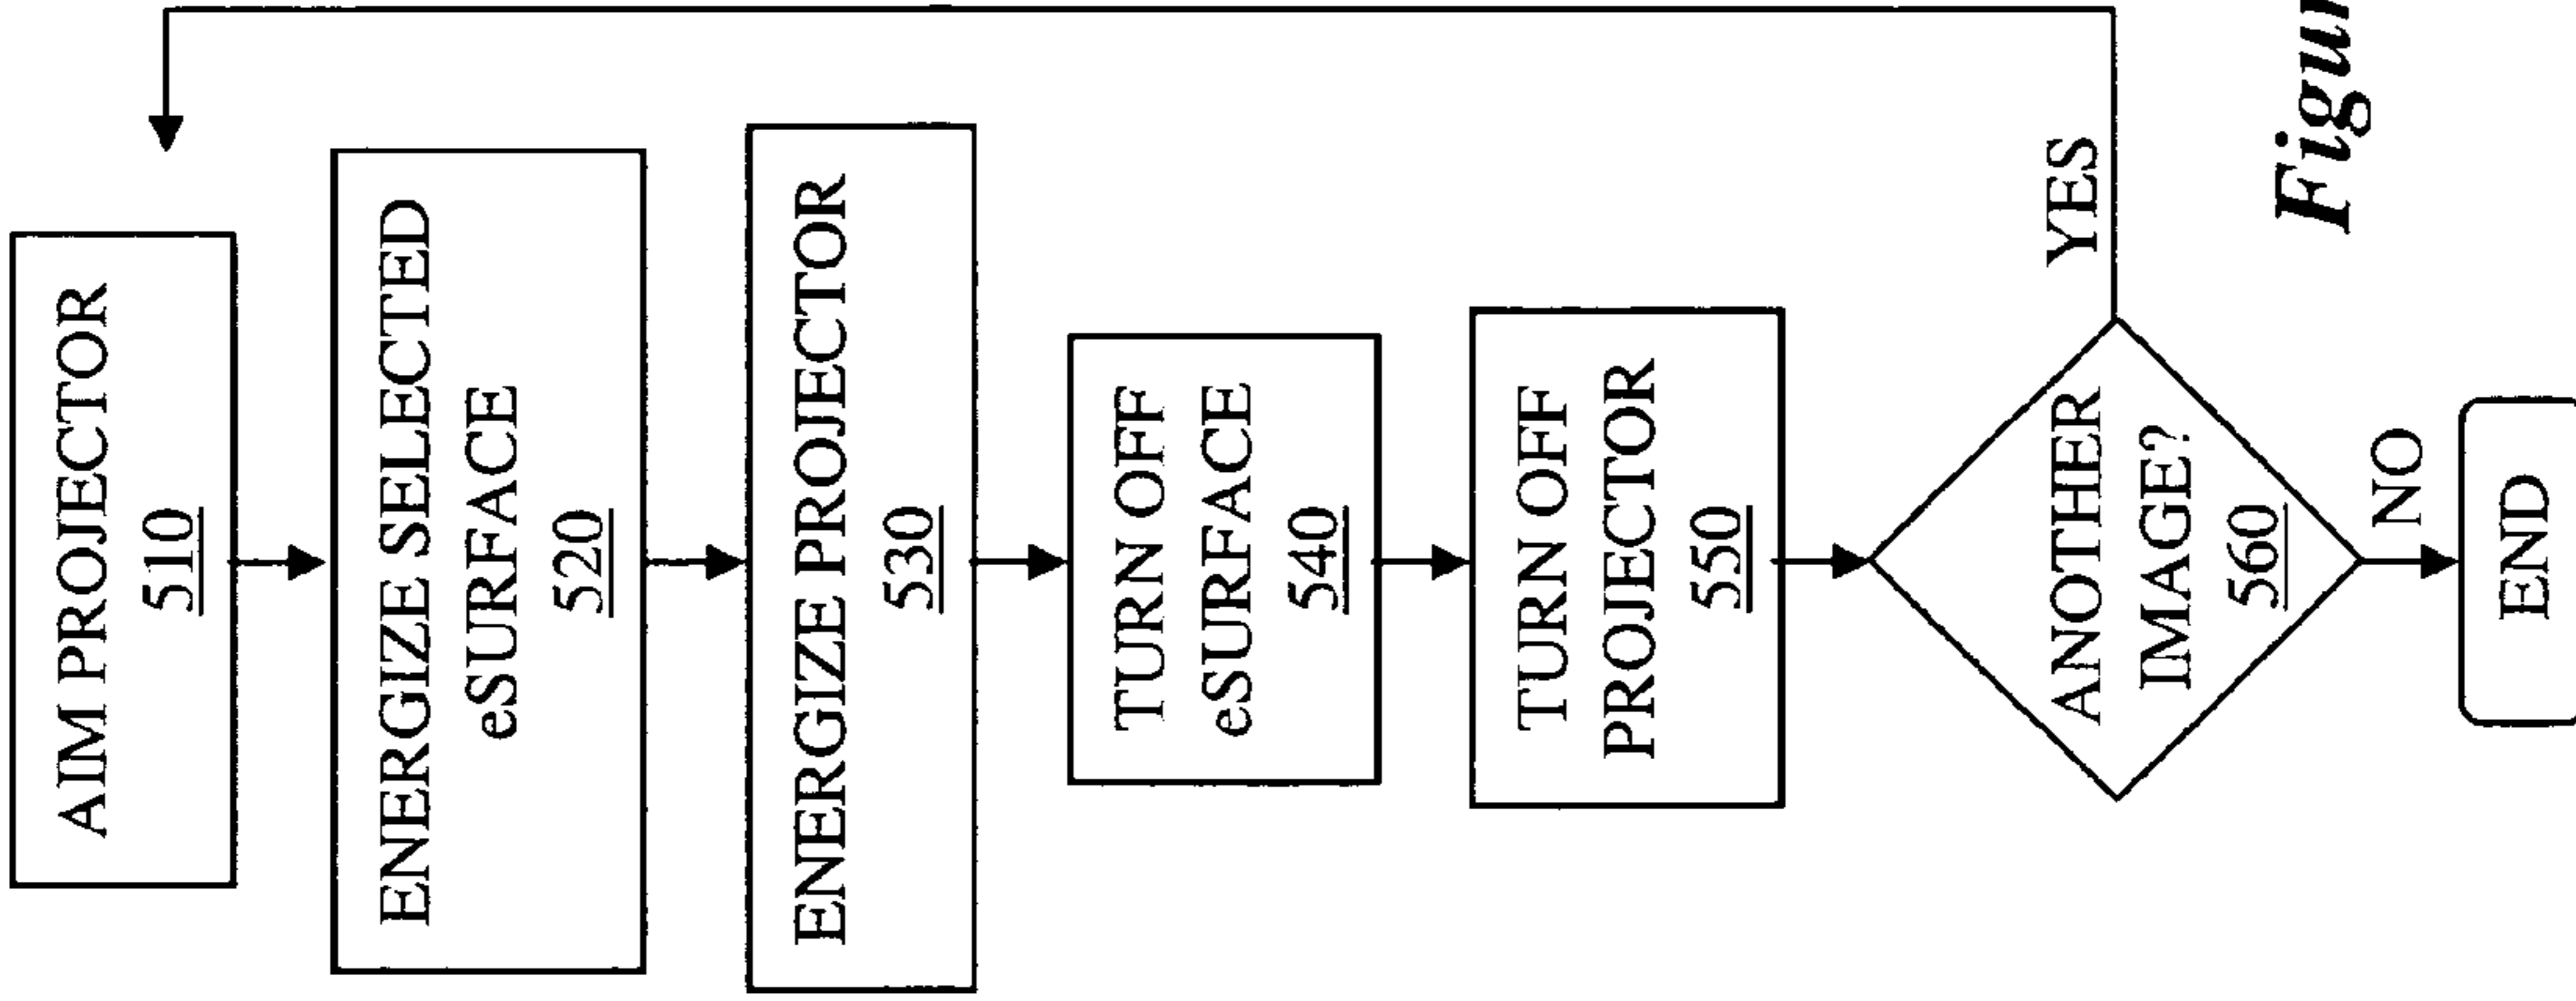 AIM PROJECTOR
510
ENERGIZE SELECTED
eSURFACE
520
ENERGIZE PROJECTOR
530
TURN OFF
eSURFACE
540
TURN OFF
PROJECTOR
550
ANOTHER
IMAGE?
560
YES
NO
END